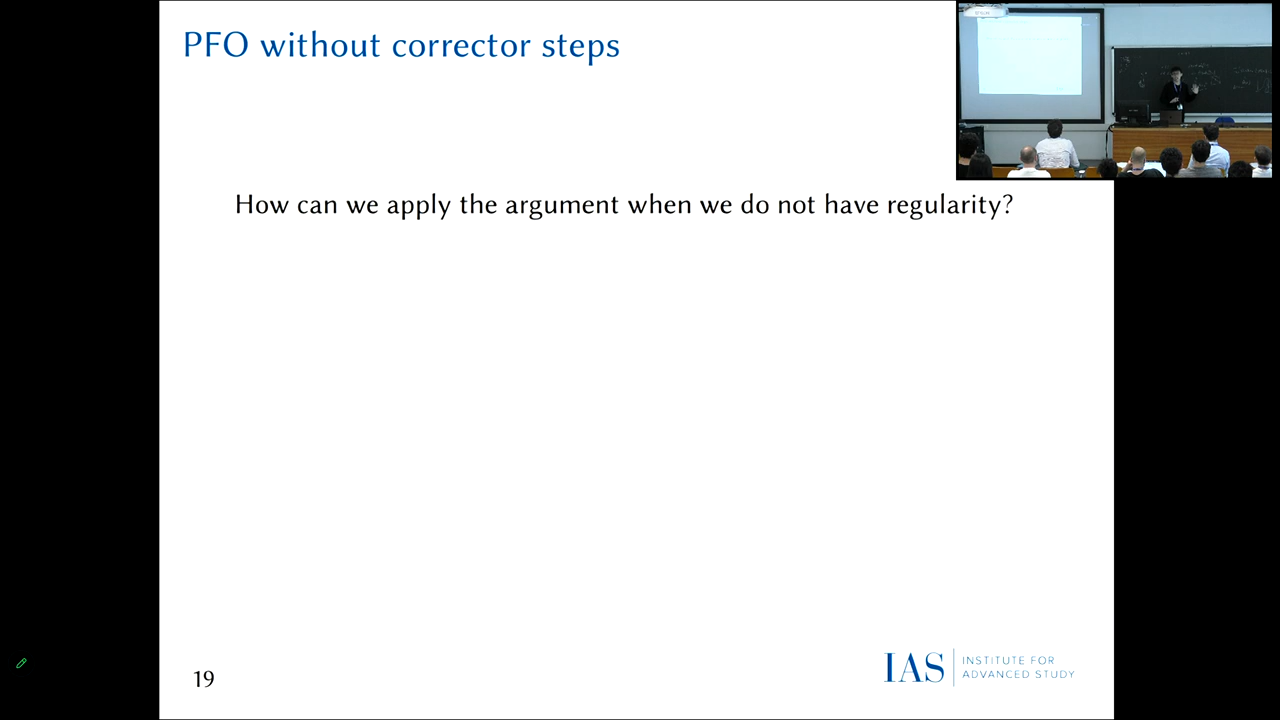 PFO without corrector steps
How can we apply the argument when we do not have regularity?
19
IAS
INSTITUTE FOR
ADVANCED STUDY